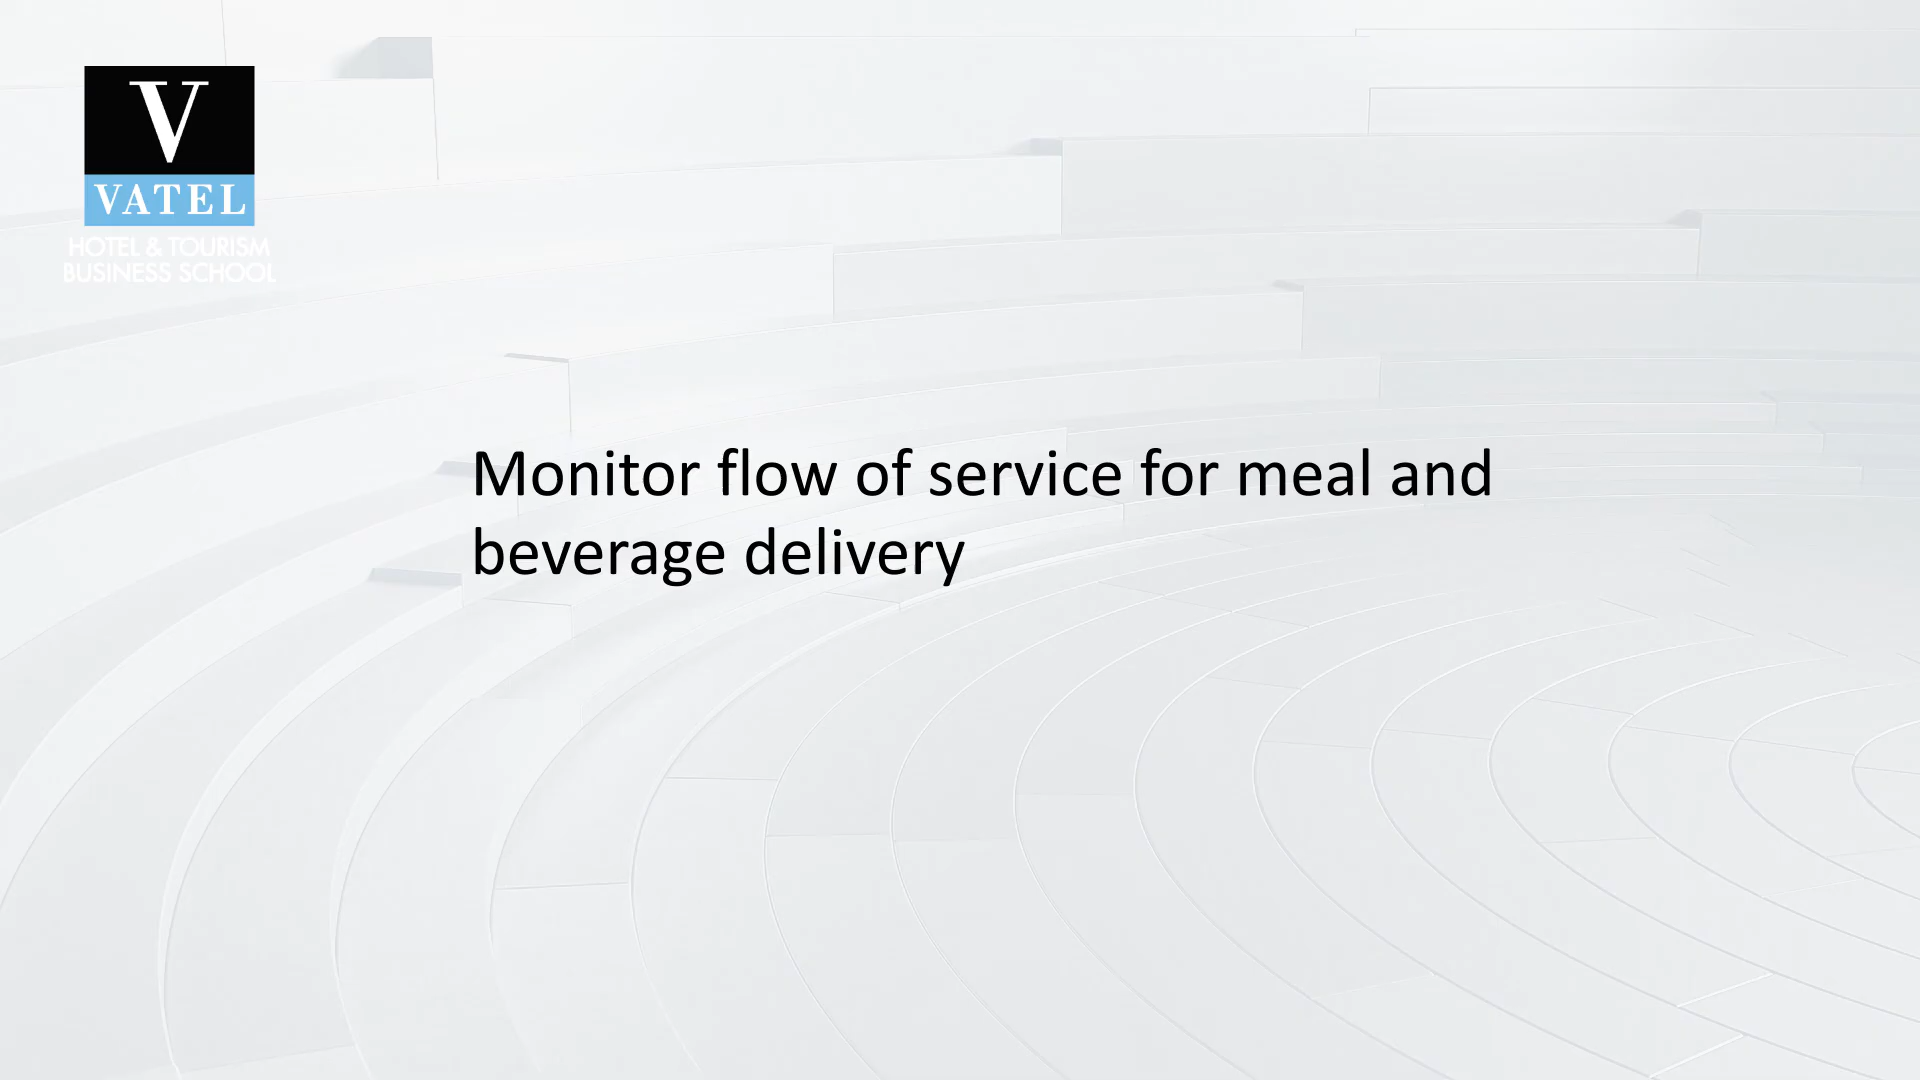 V
VATEL
HOTEL & TOURISM
BUSINESS SCHOOL
Monitor flow of service for meal and
beverage delivery